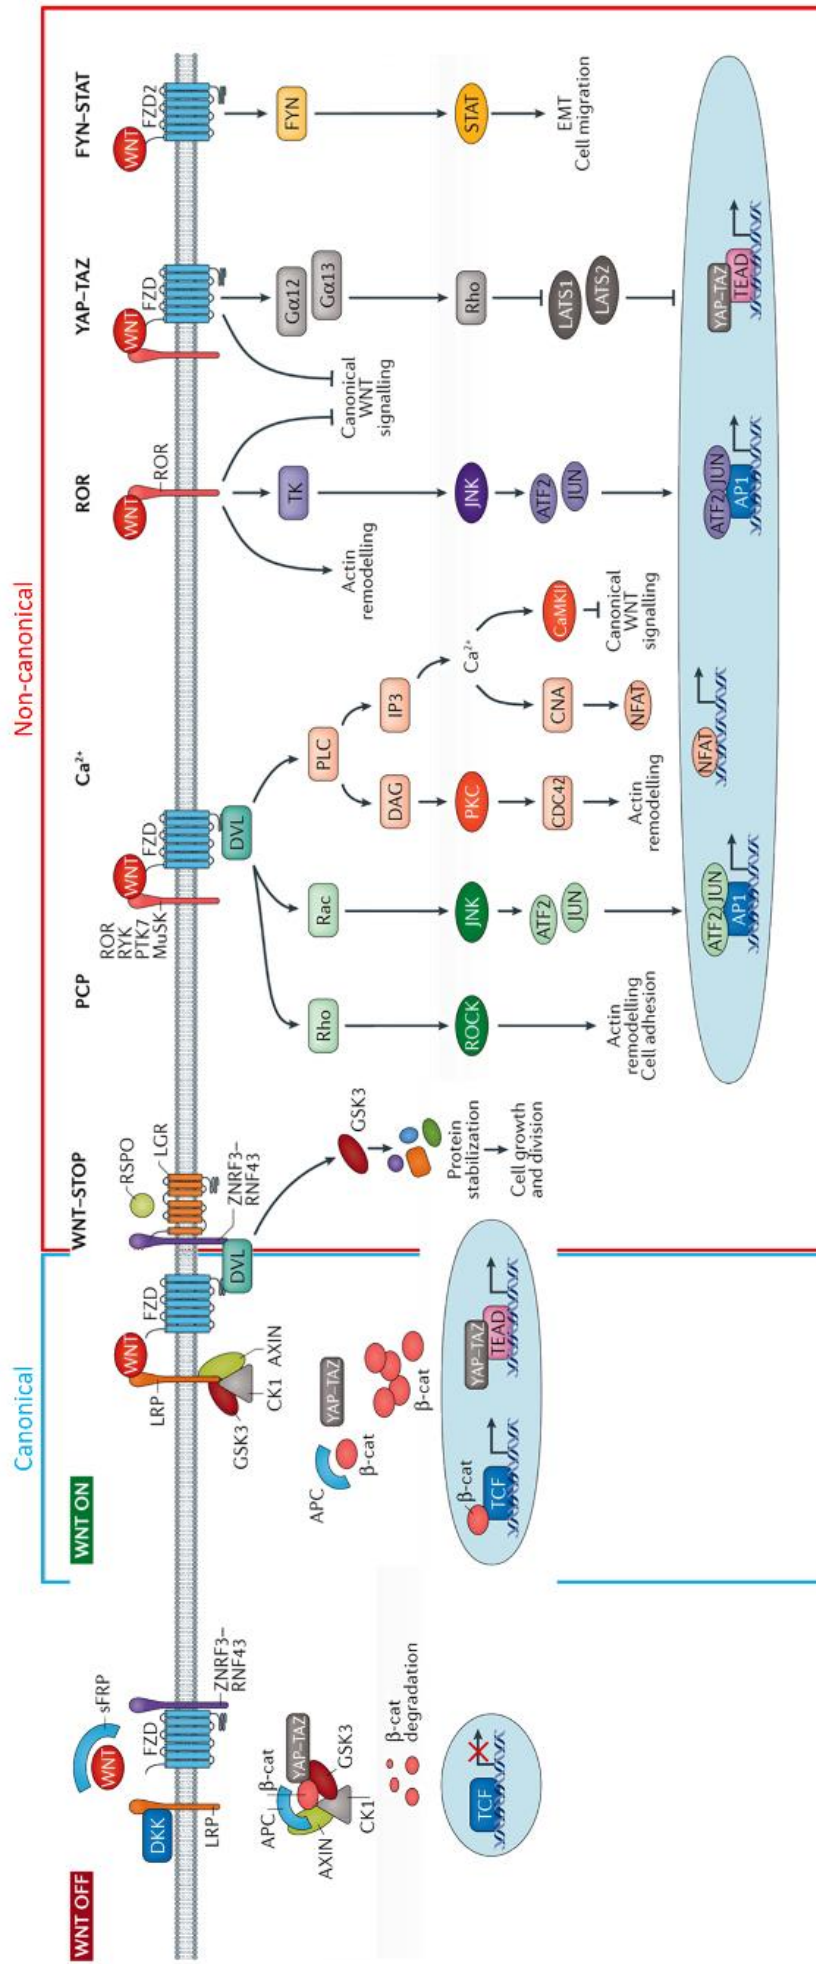 Canonical
Non-canonical
WNT OFF
WNT ON
WNT–STOP
PCP
Ca²⁺
ROR
YAP–TAZ
FYN–STAT
sFRP
WNT
DKK
FZD
LRP
ZNRF3–
RNF43
β-cat
APC
YAP–TAZ
AXIN
GSK3
CK1
β-cat
degradation
TCF
WNT
FZD
LRP
DVL
GSK3
CK1
AXIN
APC
β-cat
YAP–TAZ
β-cat
β-cat
TCF
YAP–TAZ
TEAD
RSPO
LGR
ZNRF3–
RNF43
GSK3
Protein
stabilization
Cell growth
and division
ROR
RYK
PTK7
MuSK
WNT
FZD
DVL
Rho
ROCK
Actin
remodelling
Cell adhesion
Rac
JNK
ATF2
JUN
ATF2
JUN
AP1
PLC
DAG
PKC
CDC42
Actin
remodelling
IP3
Ca²⁺
CNA
NFAT
NFAT
CaMKII
Canonical
WNT
signalling
WNT
ROR
Actin
remodelling
TK
JNK
ATF2
JUN
ATF2
JUN
AP1
Canonical
WNT
signalling
WNT
FZD
Gα12
Gα13
Rho
LATS1
LATS2
YAP–TAZ
TEAD
WNT
FZD2
FYN
STAT
EMT
Cell migration